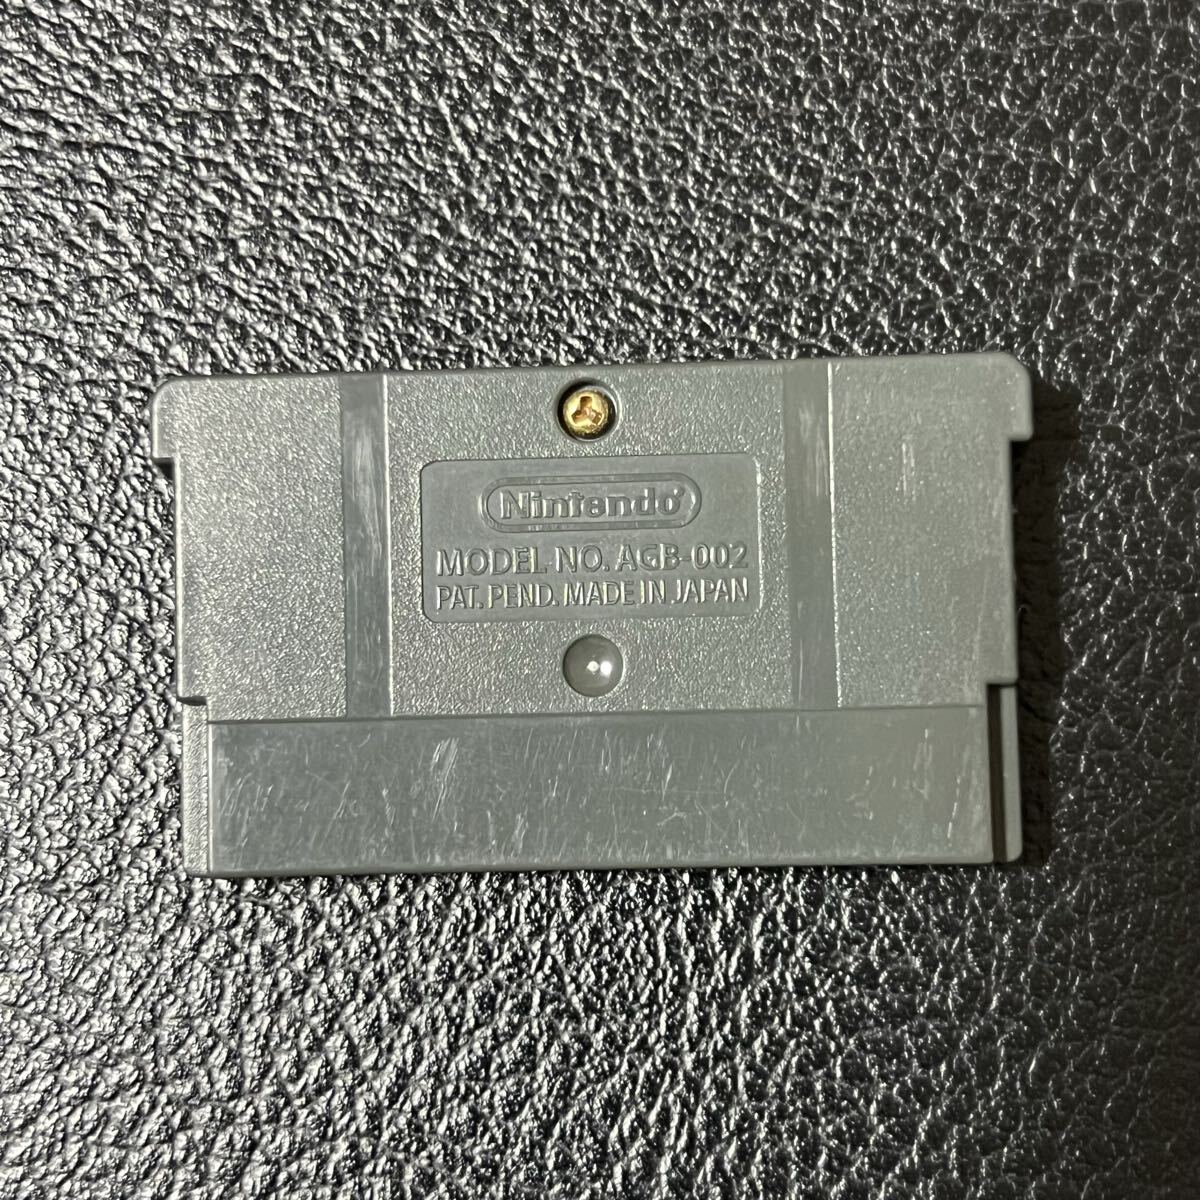 Nintendo
MODEL NO. AGB-002
PAT. PEND. MADE IN JAPAN